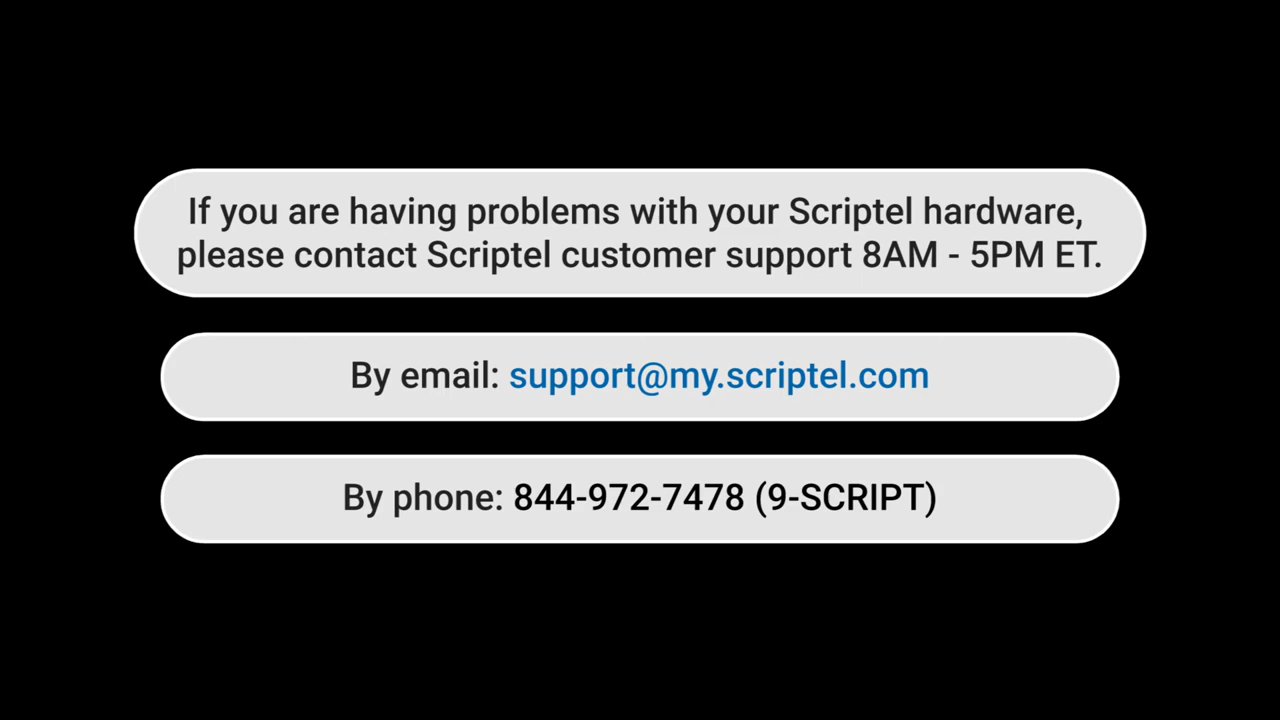 If you are having problems with your Scriptel hardware,
please contact Scriptel customer support 8AM - 5PM ET.
By email: support@my.scriptel.com
By phone: 844-972-7478 (9-SCRIPT)